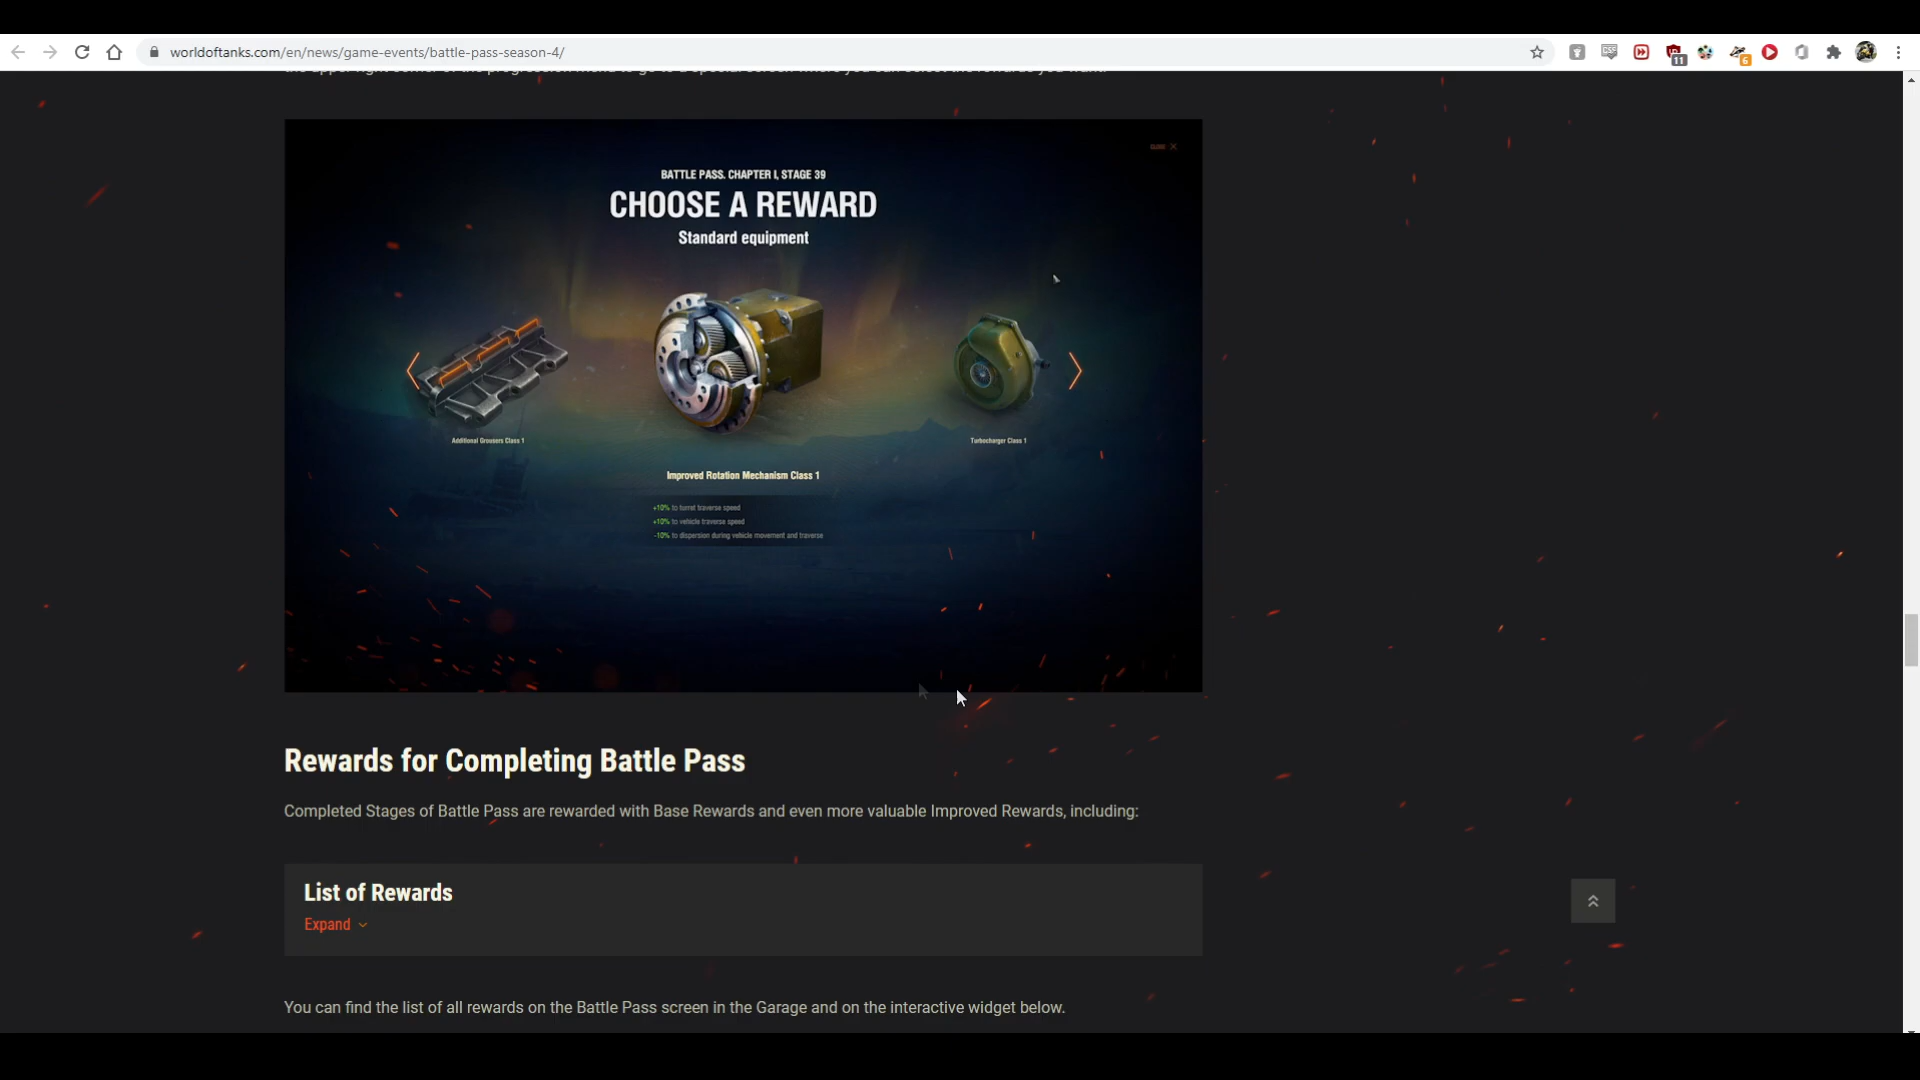 worldoftanks.com/en/news/game-events/battle-pass-season-4/
11
6
CLOSE
BATTLE PASS. CHAPTER I, STAGE 39
CHOOSE A REWARD
Standard equipment
Additional Grousers Class 1
Turbocharger Class 1
Improved Rotation Mechanism Class 1
+10% to turret traverse speed
+10% to vehicle traverse speed
-10% to dispersion during vehicle movement and traverse
Rewards for Completing Battle Pass
Completed Stages of Battle Pass are rewarded with Base Rewards and even more valuable Improved Rewards, including:
List of Rewards
Expand
You can find the list of all rewards on the Battle Pass screen in the Garage and on the interactive widget below.